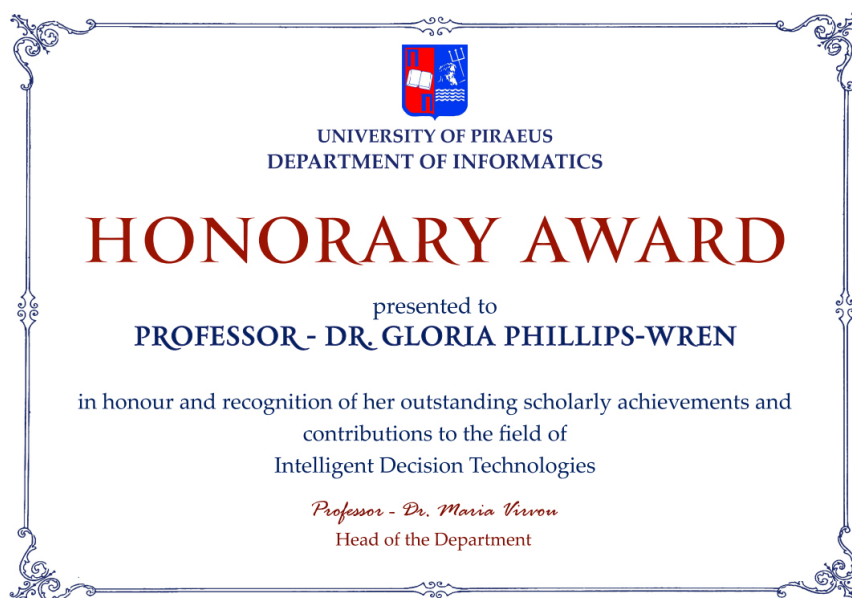 UNIVERSITY OF PIRAEUS
DEPARTMENT OF INFORMATICS
HONORARY AWARD
presented to
PROFESSOR - DR. GLORIA PHILLIPS-WREN
in honour and recognition of her outstanding scholarly achievements and
contributions to the field of
Intelligent Decision Technologies
Professor - Dr. Maria Virvou
Head of the Department